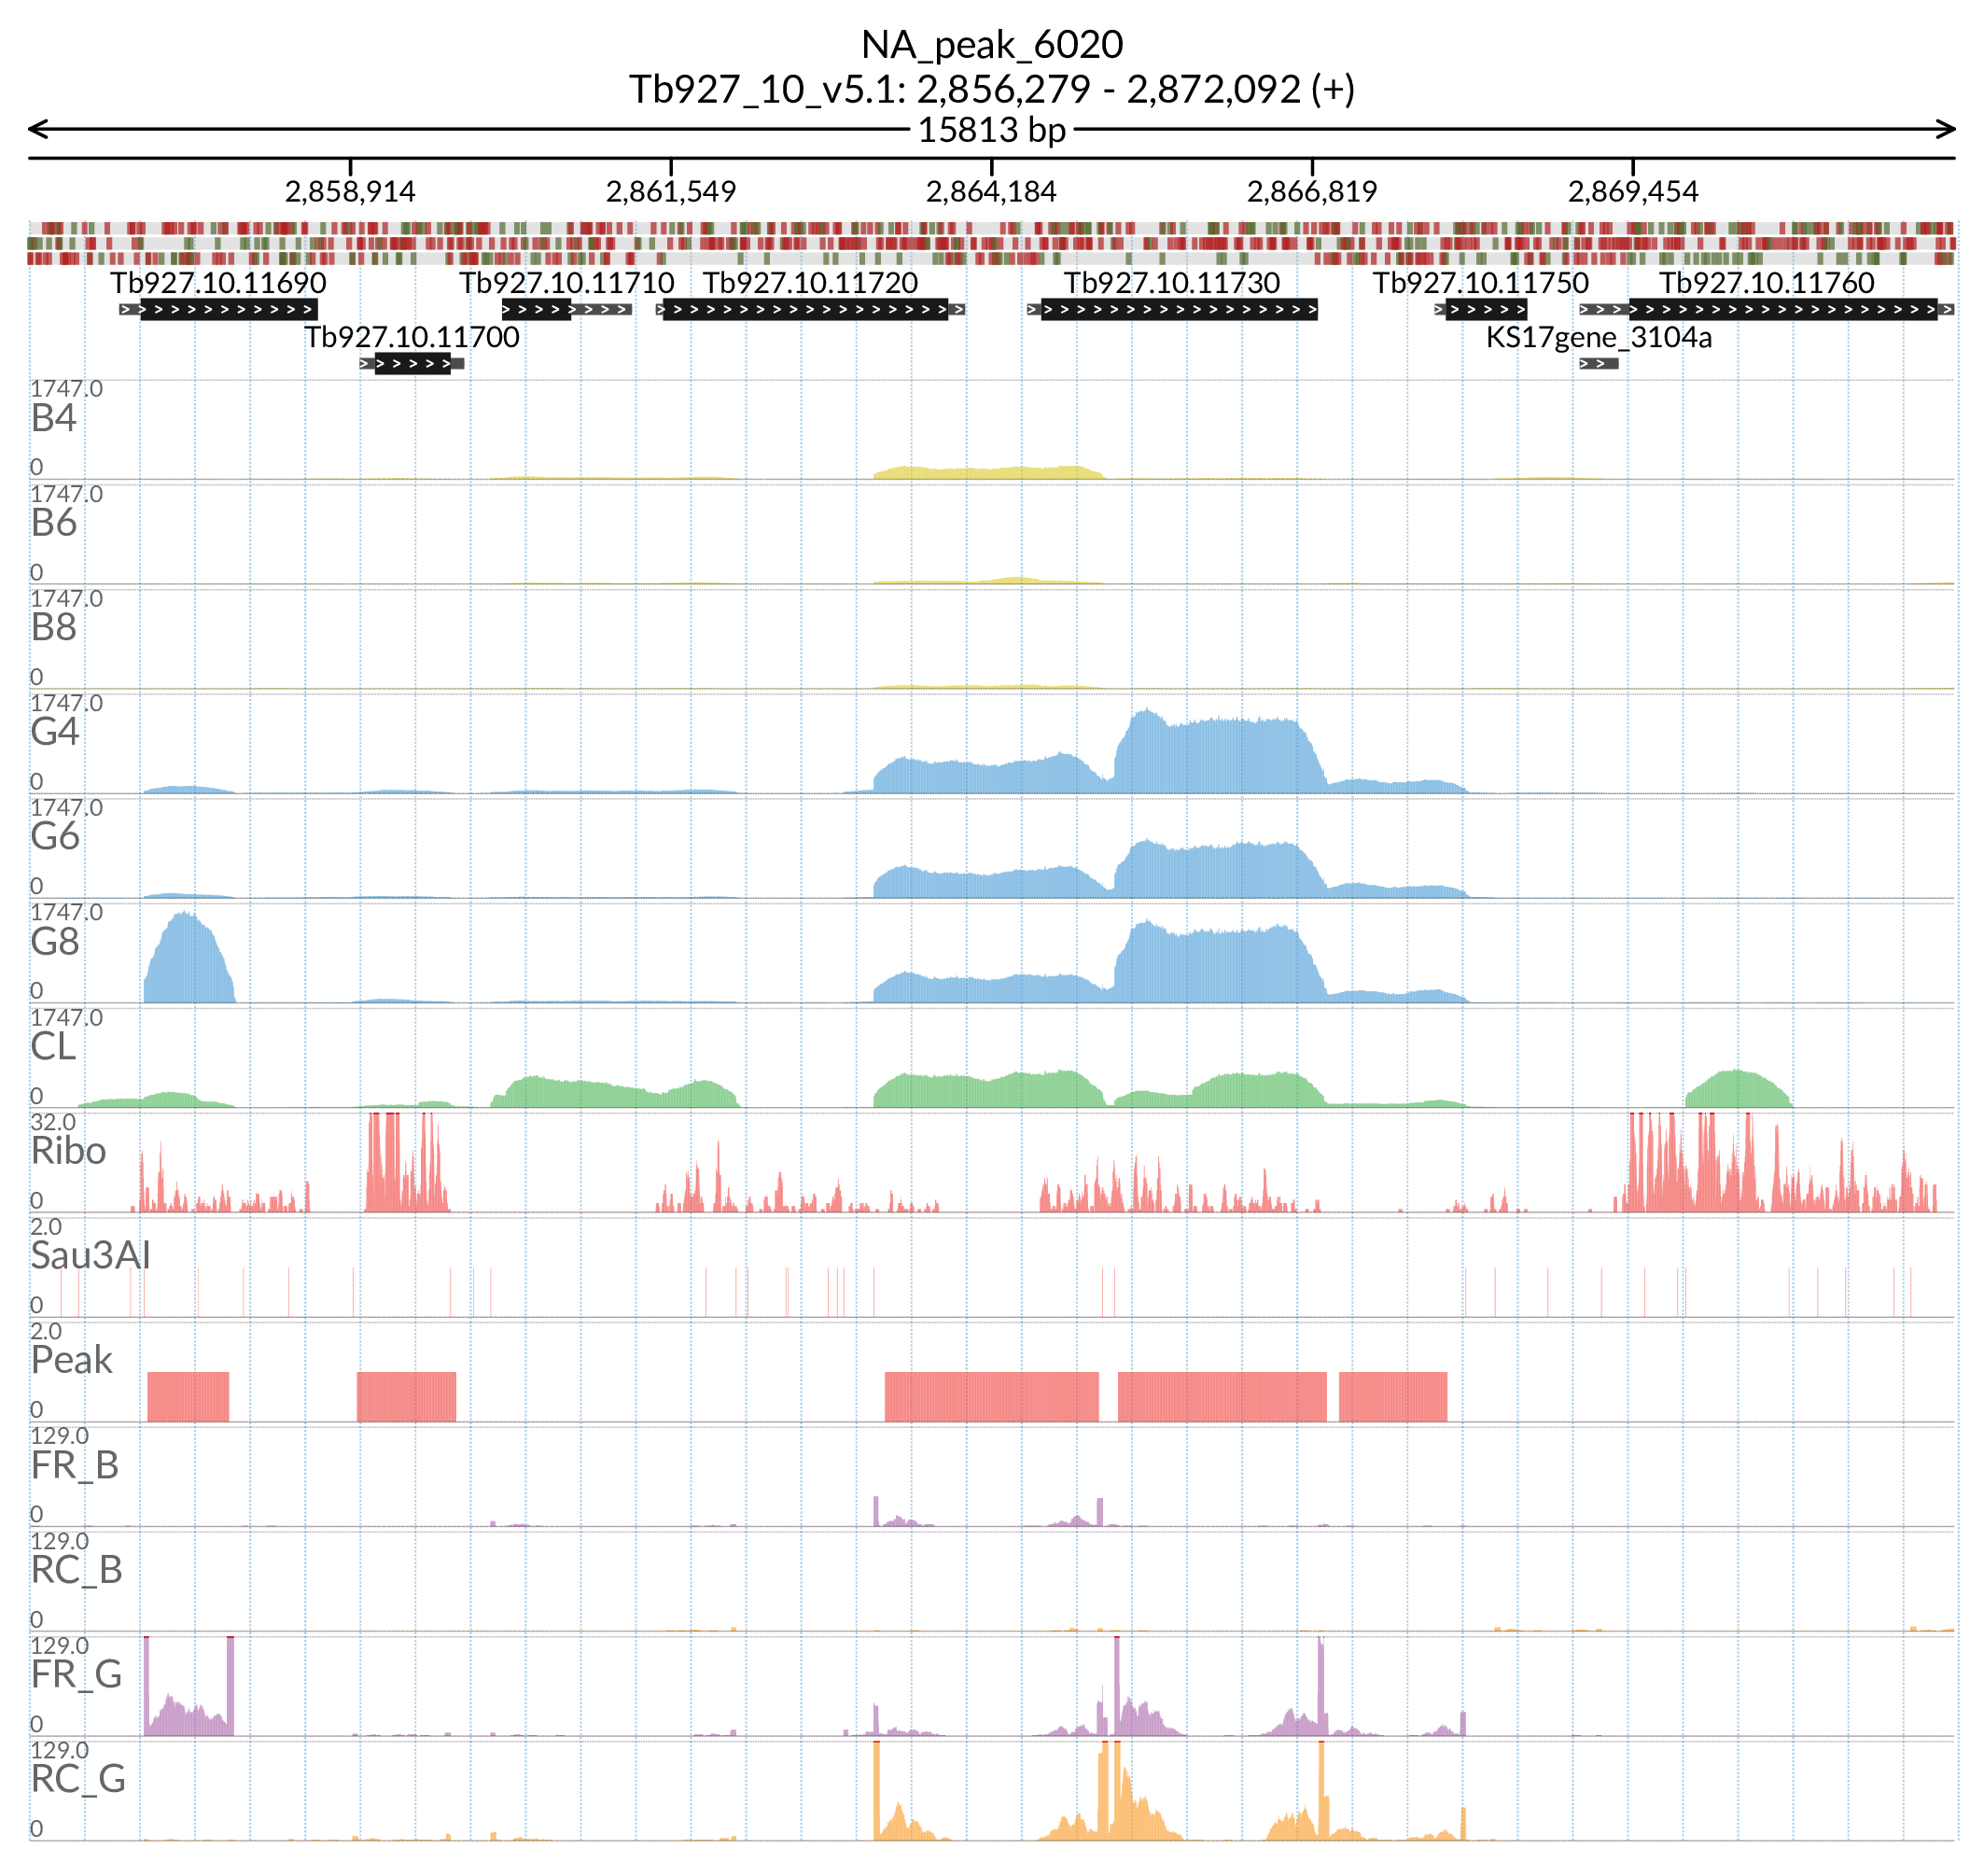 NA_peak_6020
Tb927_10_v5.1: 2,856,279 - 2,872,092 (+)
15813 bp
2,858,914 2,861,549 2,864,184 2,866,819 2,869,454
Tb927.10.11690 Tb927.10.11710 Tb927.10.11720 Tb927.10.11730 Tb927.10.11750 Tb927.10.11760
Tb927.10.11700 KS17gene_3104a
1747.0
B4
0
1747.0
B6
0
1747.0
B8
0
1747.0
G4
0
1747.0
G6
0
1747.0
G8
0
1747.0
CL
0
32.0
Ribo
0
2.0
Sau3AI
0
2.0
Peak
0
129.0
FR_B
0
129.0
RC_B
0
129.0
FR_G
0
129.0
RC_G
0